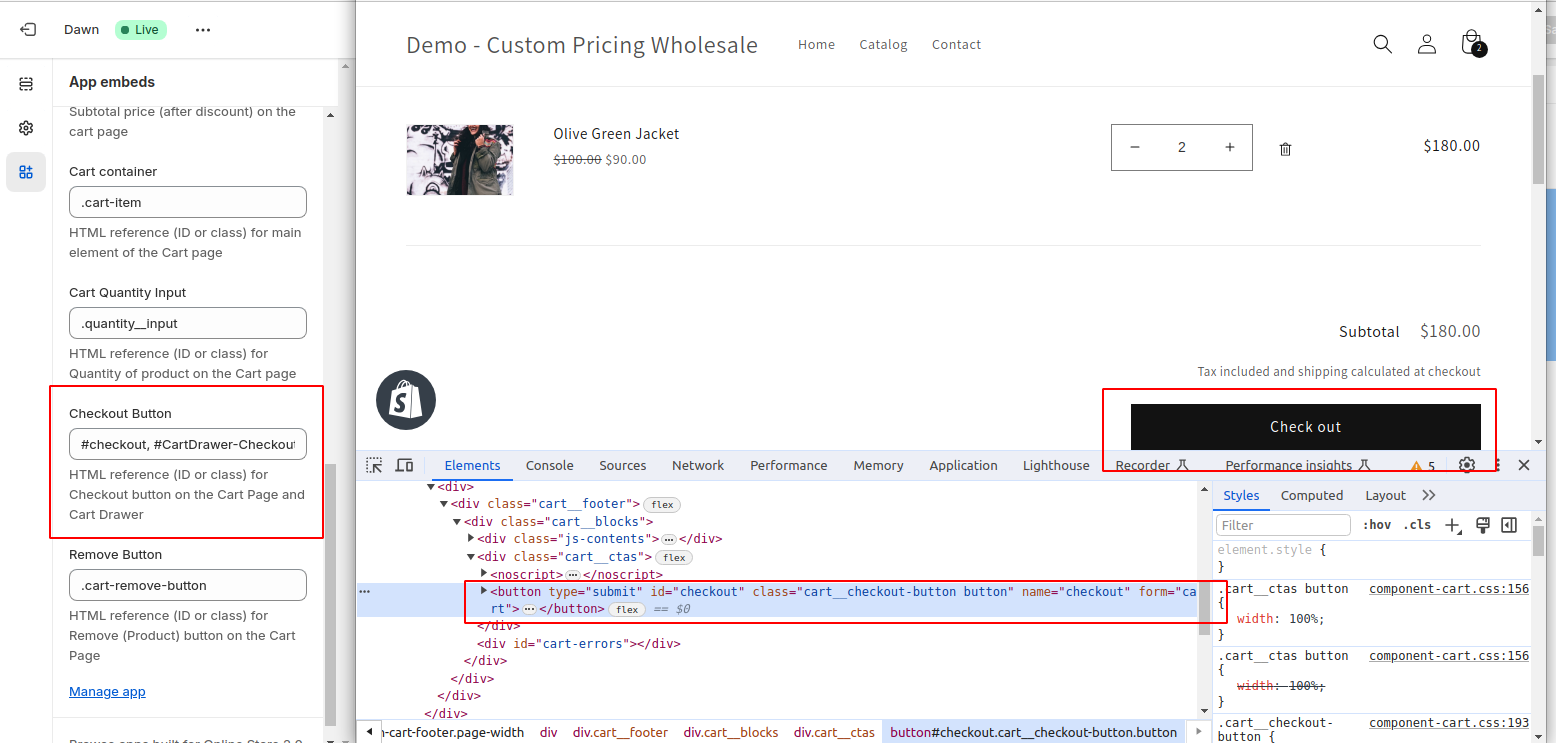 Dawn
Live
App embeds
Subtotal price (after discount) on the
cart page
Cart container
.cart-item
HTML reference (ID or class) for main
element of the Cart page
Cart Quantity Input
.quantity__input
HTML reference (ID or class) for
Quantity of product on the Cart page
Checkout Button
#checkout, #CartDrawer-Checkout
HTML reference (ID or class) for
Checkout button on the Cart Page and
Cart Drawer
Remove Button
.cart-remove-button
HTML reference (ID or class) for
Remove (Product) button on the Cart
Page
Manage app
Browse apps built for Online Store 2.0
Demo - Custom Pricing Wholesale
Home Catalog Contact
2
Olive Green Jacket
$100.00 $90.00
− 2 +
$180.00
Subtotal $180.00
Tax included and shipping calculated at checkout
Check out
Elements Console Sources Network Performance Memory Application Lighthouse Recorder Performance insights 5
<div>
<div class="cart__footer"> flex
<div class="cart__blocks">
<div class="js-contents"> … </div>
<div class="cart__ctas"> flex
<noscript> … </noscript>
<button type="submit" id="checkout" class="cart__checkout-button button" name="checkout" form="ca
rt"> … </button> flex == $0
</div>
<div id="cart-errors"></div>
</div>
</div>
</div>
</div>
n-cart-footer.page-width div div.cart__footer div.cart__blocks div.cart__ctas button#checkout.cart__checkout-button.button
Styles Computed Layout
Filter :hov .cls
element.style {
}
.cart__ctas button component-cart.css:156
{
width: 100%;
}
.cart__ctas button component-cart.css:156
{
width: 100%;
}
.cart__checkout- component-cart.css:193
button {